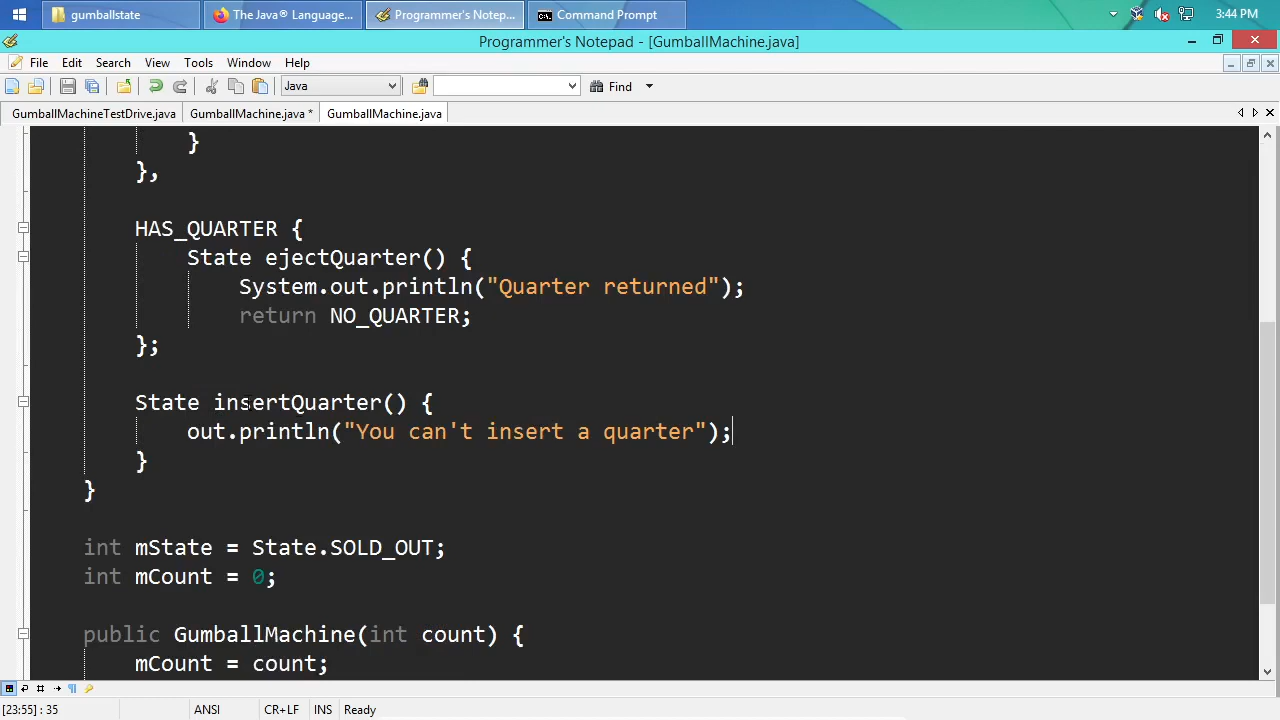 gumballstate
The Java® Language...
Programmer's Notep...
Command Prompt
3:44 PM
Programmer's Notepad - [GumballMachine.java]
File Edit Search View Tools Window Help
Java
Find
GumballMachineTestDrive.java GumballMachine.java * GumballMachine.java
}
},
HAS_QUARTER {
State ejectQuarter() {
System.out.println("Quarter returned");
return NO_QUARTER;
};
State insertQuarter() {
out.println("You can't insert a quarter");
}
}
int mState = State.SOLD_OUT;
int mCount = 0;
public GumballMachine(int count) {
mCount = count;
[23:55] : 35 ANSI CR+LF INS Ready